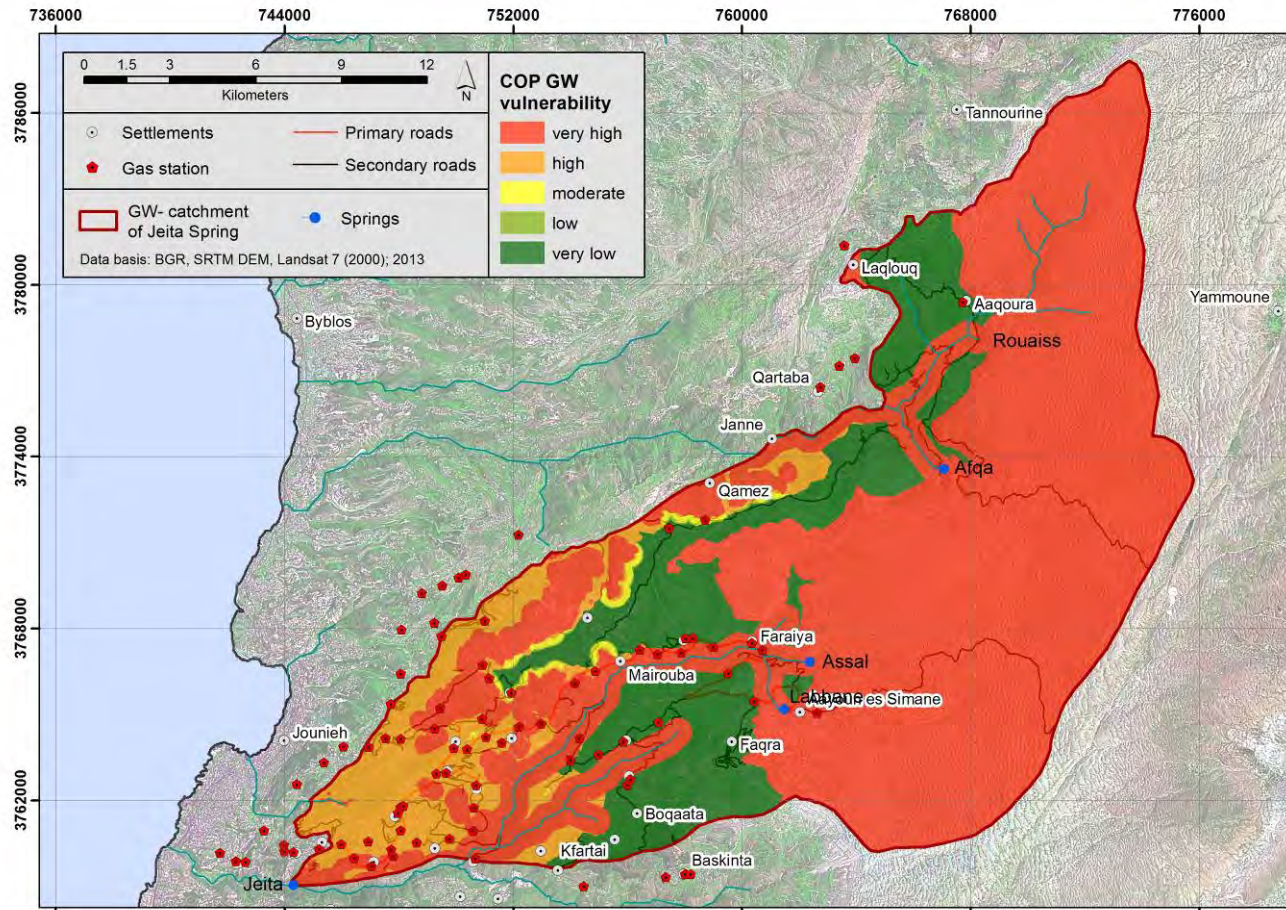 736000 744000 752000 760000 768000 776000
3786000
3780000
3774000
3768000
3762000
0 1.5 3 6 9 12
Kilometers
N
Settlements
Gas station
Primary roads
Secondary roads
GW- catchment
of Jeita Spring
Springs
Data basis: BGR, SRTM DEM, Landsat 7 (2000); 2013
COP GW
vulnerability
very high
high
moderate
low
very low
Tannourine
Laqlouq
Yammoune
Aaqoura
Byblos
Rouaiss
Qartaba
Janne
Afqa
Qamez
Faraiya
Assal
Mairouba
Labbane
Aayoun es Simane
Jounieh
Faqra
Boqaata
Kfartai
Baskinta
Jeita